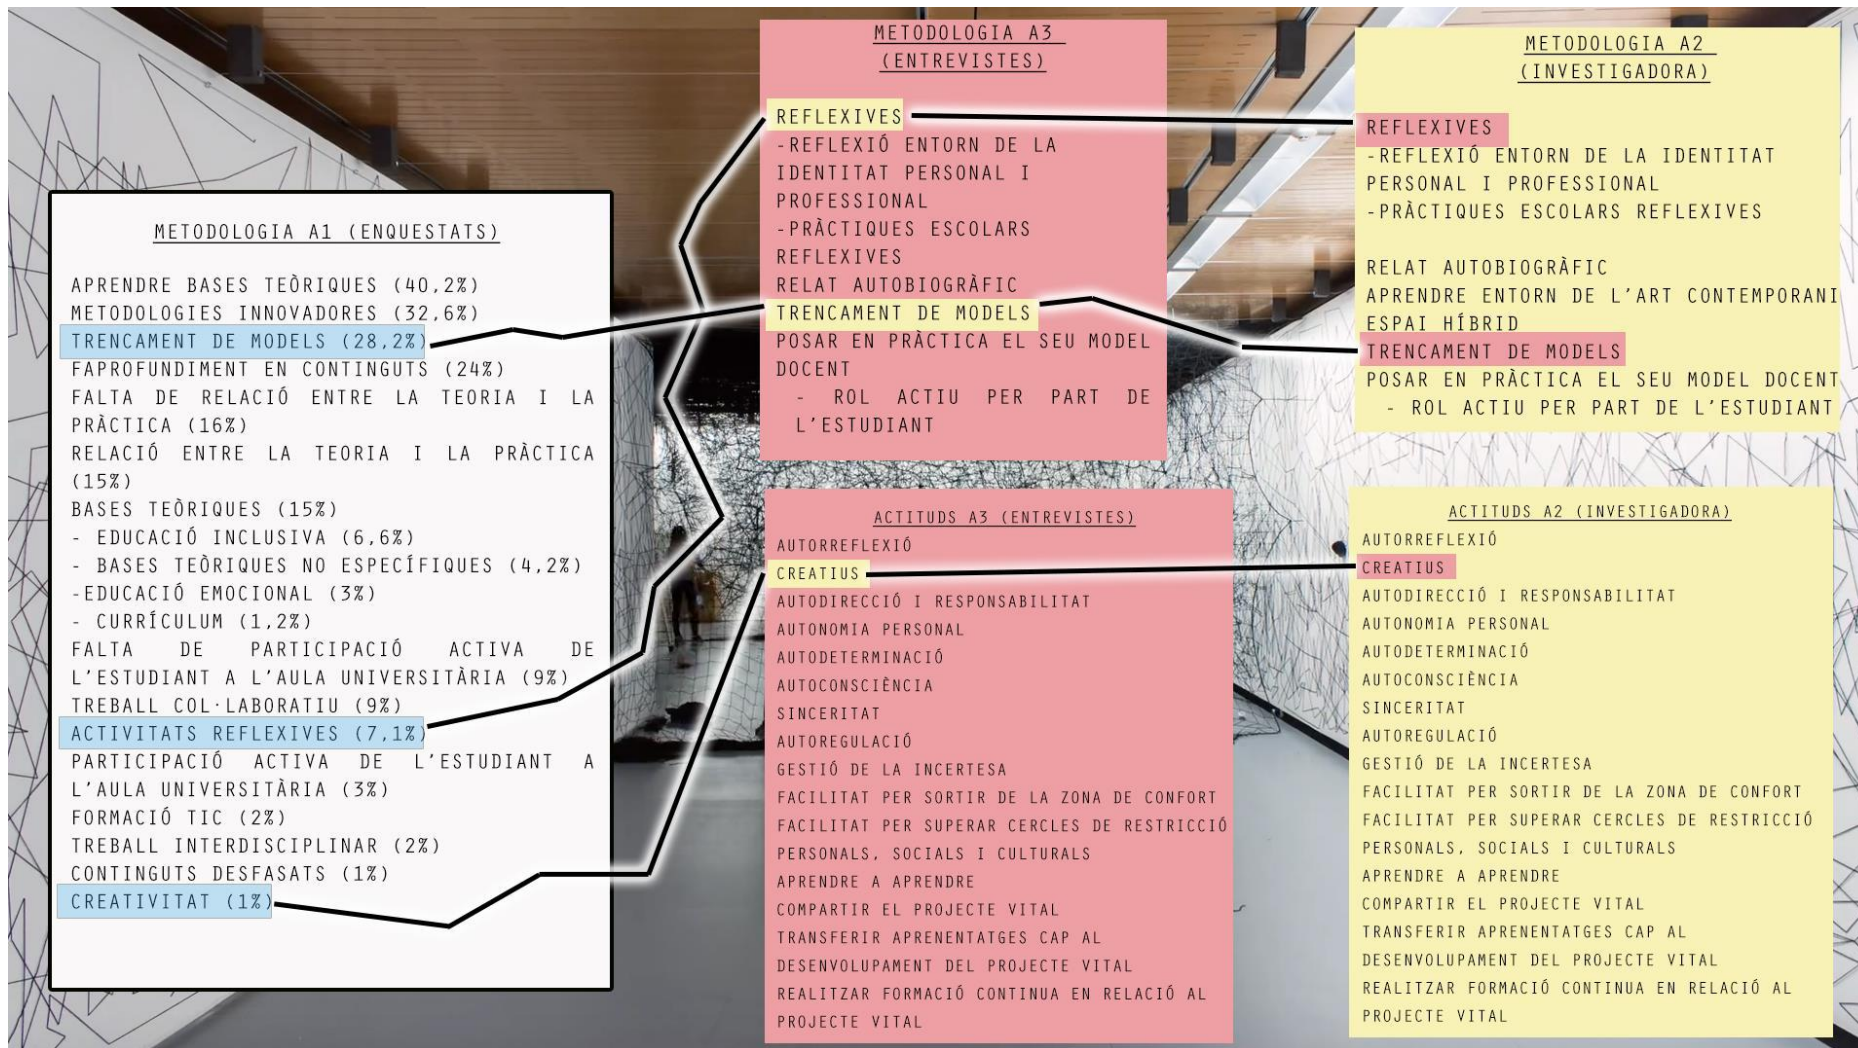 METODOLOGIA A1 (ENQUESTATS)
APRENDRE BASES TEÒRIQUES (40,2%)
METODOLOGIES INNOVADORES (32,6%)
TRENCAMENT DE MODELS (28,2%)
FAPROFUNDIMENT EN CONTINGUTS (24%)
FALTA DE RELACIÓ ENTRE LA TEORIA I LA
PRÀCTICA (16%)
RELACIÓ ENTRE LA TEORIA I LA PRÀCTICA
(15%)
BASES TEÒRIQUES (15%)
- EDUCACIÓ INCLUSIVA (6,6%)
- BASES TEÒRIQUES NO ESPECÍFIQUES (4,2%)
-EDUCACIÓ EMOCIONAL (3%)
- CURRÍCULUM (1,2%)
FALTA DE PARTICIPACIÓ ACTIVA DE
L'ESTUDIANT A L'AULA UNIVERSITÀRIA (9%)
TREBALL COL·LABORATIU (9%)
ACTIVITATS REFLEXIVES (7,1%)
PARTICIPACIÓ ACTIVA DE L'ESTUDIANT A
L'AULA UNIVERSITÀRIA (3%)
FORMACIÓ TIC (2%)
TREBALL INTERDISCIPLINAR (2%)
CONTINGUTS DESFASATS (1%)
CREATIVITAT (1%)
METODOLOGIA A3
(ENTREVISTES)
REFLEXIVES
-REFLEXIÓ ENTORN DE LA
IDENTITAT PERSONAL I
PROFESSIONAL
-PRÀCTIQUES ESCOLARS
REFLEXIVES
RELAT AUTOBIOGRÀFIC
TRENCAMENT DE MODELS
POSAR EN PRÀCTICA EL SEU MODEL
DOCENT
- ROL ACTIU PER PART DE
L'ESTUDIANT
METODOLOGIA A2
(INVESTIGADORA)
REFLEXIVES
-REFLEXIÓ ENTORN DE LA IDENTITAT
PERSONAL I PROFESSIONAL
-PRÀCTIQUES ESCOLARS REFLEXIVES
RELAT AUTOBIOGRÀFIC
APRENDRE ENTORN DE L'ART CONTEMPORANI
ESPAI HÍBRID
TRENCAMENT DE MODELS
POSAR EN PRÀCTICA EL SEU MODEL DOCENT
- ROL ACTIU PER PART DE L'ESTUDIANT
ACTITUDS A3 (ENTREVISTES)
AUTORREFLEXIÓ
CREATIUS
AUTODIRECCIÓ I RESPONSABILITAT
AUTONOMIA PERSONAL
AUTODETERMINACIÓ
AUTOCONSCIÈNCIA
SINCERITAT
AUTOREGULACIÓ
GESTIÓ DE LA INCERTESA
FACILITAT PER SORTIR DE LA ZONA DE CONFORT
FACILITAT PER SUPERAR CERCLES DE RESTRICCIÓ
PERSONALS, SOCIALS I CULTURALS
APRENDRE A APRENDRE
COMPARTIR EL PROJECTE VITAL
TRANSFERIR APRENENTATGES CAP AL
DESENVOLUPAMENT DEL PROJECTE VITAL
REALITZAR FORMACIÓ CONTINUA EN RELACIÓ AL
PROJECTE VITAL
ACTITUDS A2 (INVESTIGADORA)
AUTORREFLEXIÓ
CREATIUS
AUTODIRECCIÓ I RESPONSABILITAT
AUTONOMIA PERSONAL
AUTODETERMINACIÓ
AUTOCONSCIÈNCIA
SINCERITAT
AUTOREGULACIÓ
GESTIÓ DE LA INCERTESA
FACILITAT PER SORTIR DE LA ZONA DE CONFORT
FACILITAT PER SUPERAR CERCLES DE RESTRICCIÓ
PERSONALS, SOCIALS I CULTURALS
APRENDRE A APRENDRE
COMPARTIR EL PROJECTE VITAL
TRANSFERIR APRENENTATGES CAP AL
DESENVOLUPAMENT DEL PROJECTE VITAL
REALITZAR FORMACIÓ CONTINUA EN RELACIÓ AL
PROJECTE VITAL